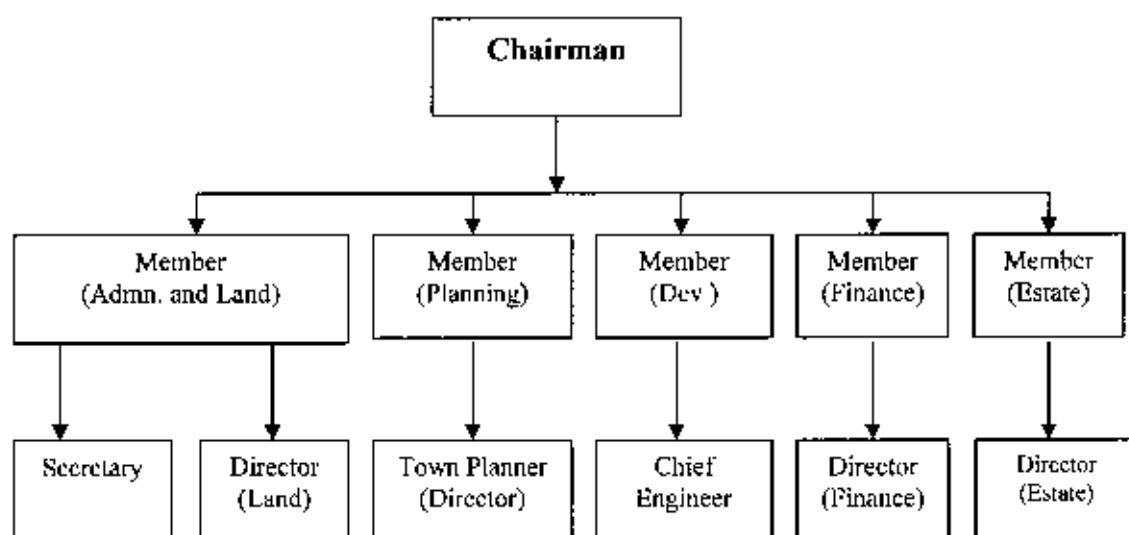 Chairman
Member
(Admn. and Land)
Member
(Planning)
Member
(Dev.)
Member
(Finance)
Member
(Estate)
Secretary
Director
(Land)
Town Planner
(Director)
Chief
Engineer
Director
(Finance)
Director
(Estate)